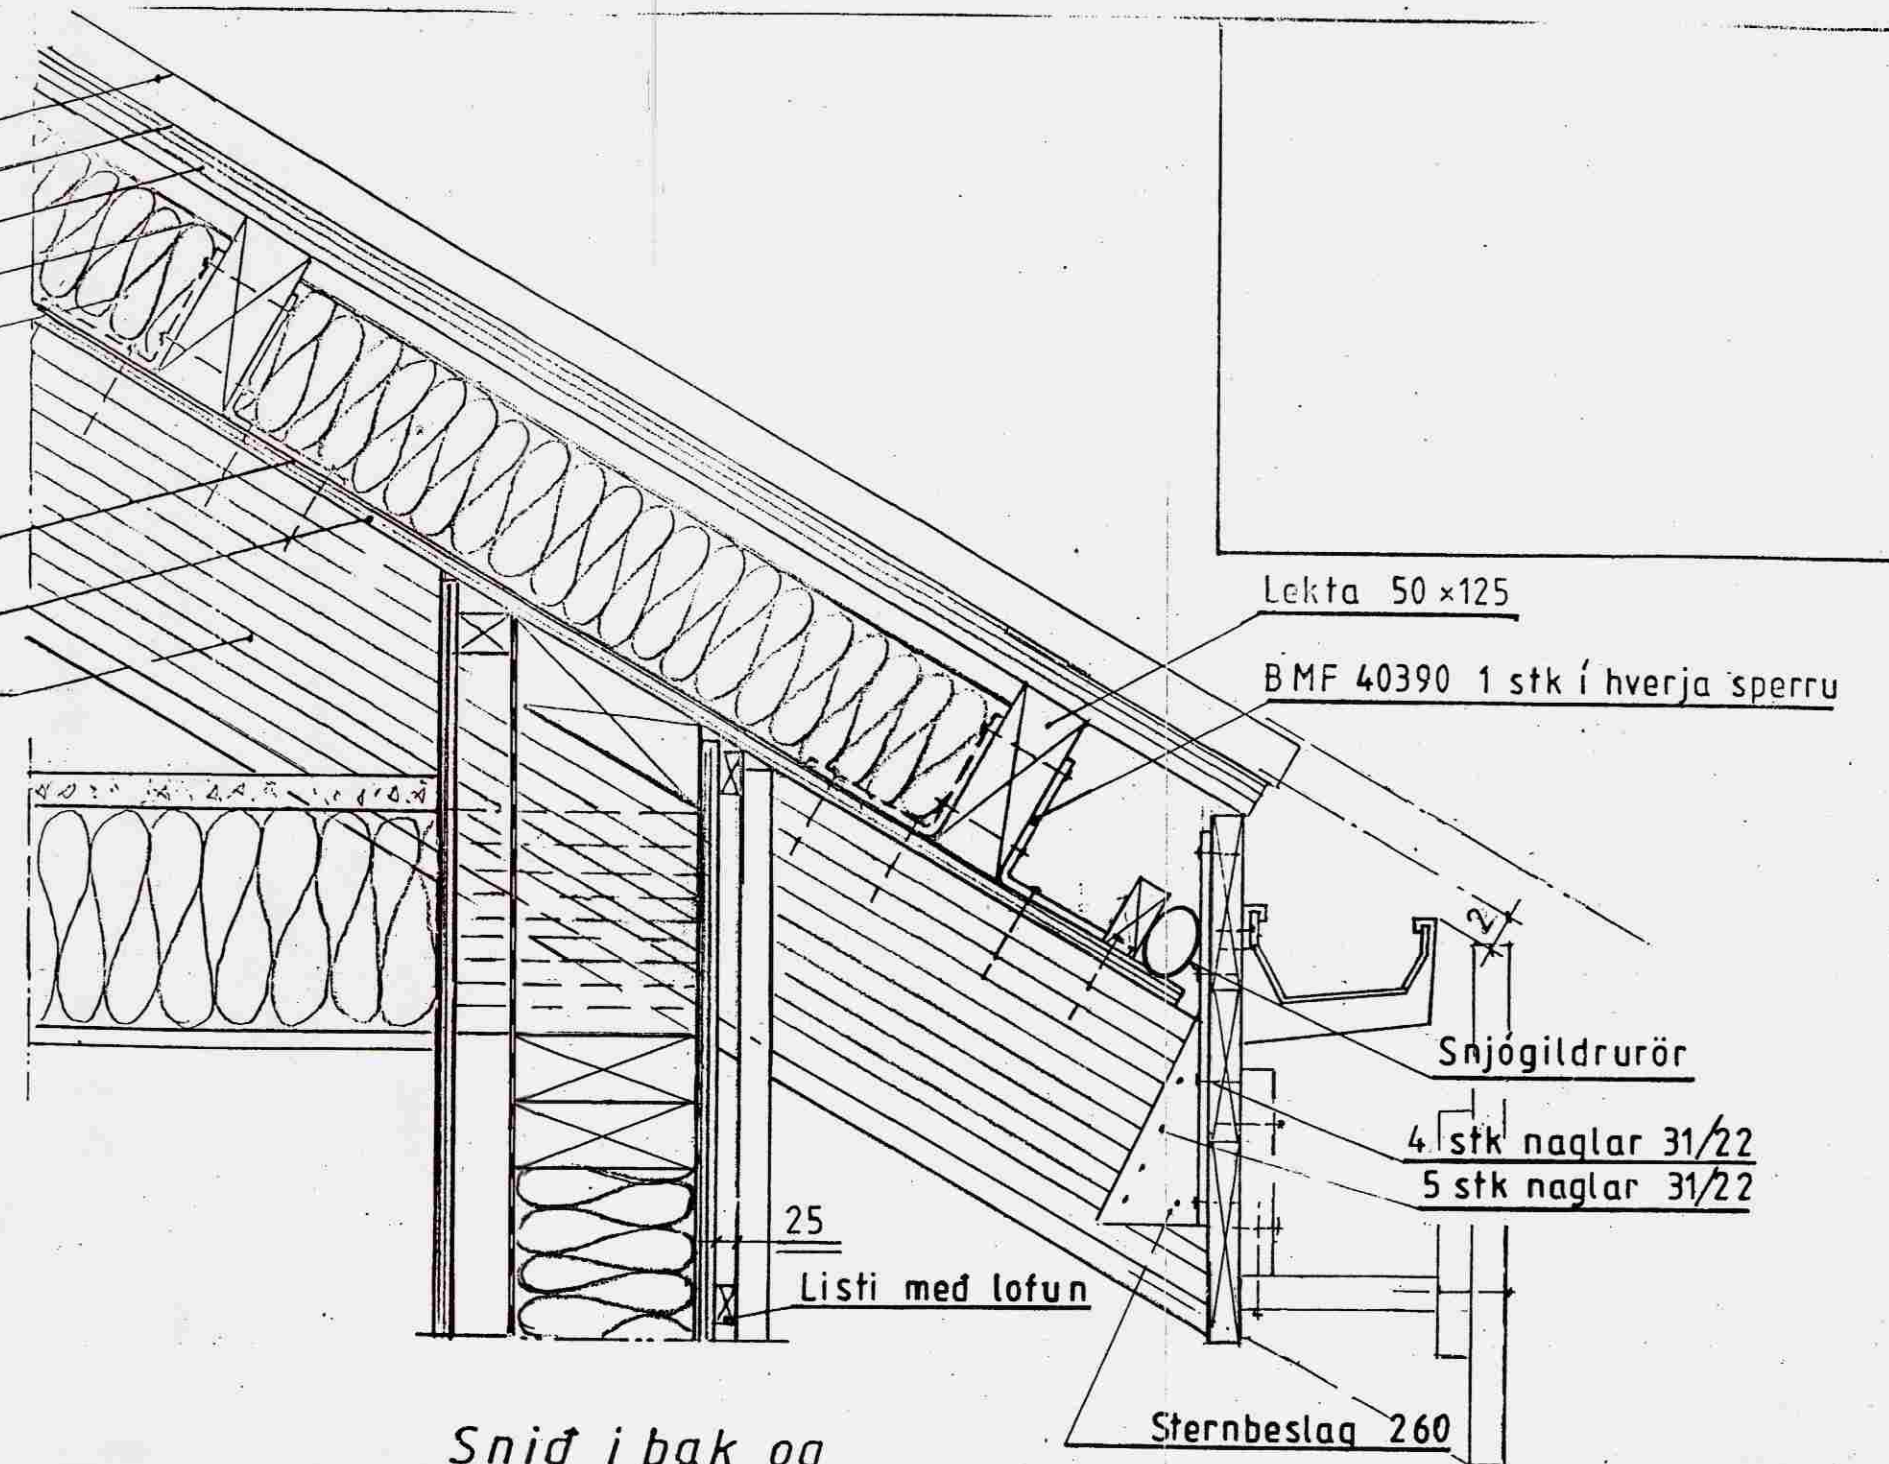 Lekta 50 ×125
BMF 40390 1 stk í hverja sperru
2
Snjógildrurör
4 stk naglar 31/22
5 stk naglar 31/22
25
Listi með lofun
Sternbeslag 260
Snið i bak og